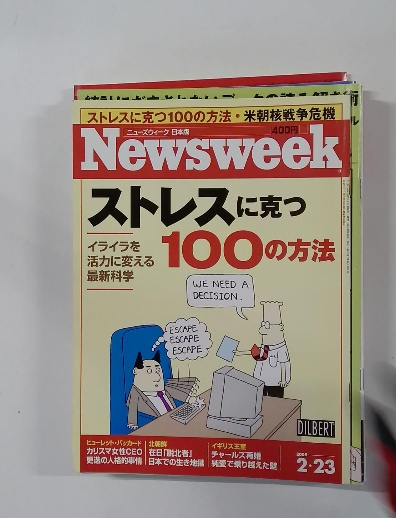 ストレスに克つ100の方法・米朝核戦争危機
ニューズウィーク 日本版
400円
Newsweek
ストレスに克つ
100の方法
イライラを
活力に変える
最新科学
WE NEED A
DECISION.
ESCAPE
ESCAPE
ESCAPE
DILBERT
ヒューレット・パッカード
カリスマ女性CEO
更迭の人格的事情
北朝鮮
在日「脱北者」
日本での生き地獄
イギリス王室
チャールズ再婚
純愛で乗り越えた壁
2・23